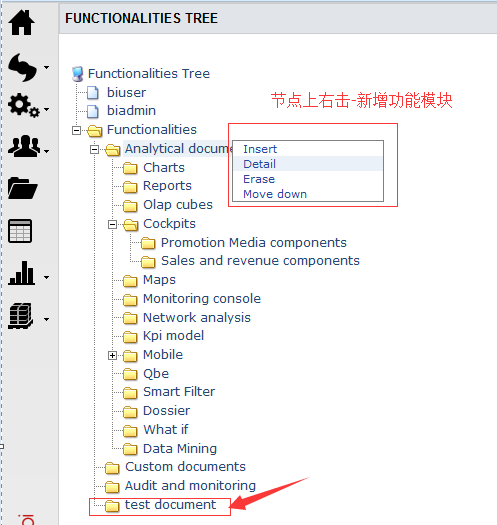 FUNCTIONALITIES TREE
Functionalities Tree
biuser
节点上右击-新增功能模块
biadmin
Functionalities
Analytical docume
Insert
Detail
Erase
Move down
Charts
Reports
Olap cubes
Cockpits
Promotion Media components
Sales and revenue components
Maps
Monitoring console
Network analysis
Kpi model
Mobile
Qbe
Smart Filter
Dossier
What if
Data Mining
Custom documents
Audit and monitoring
test document